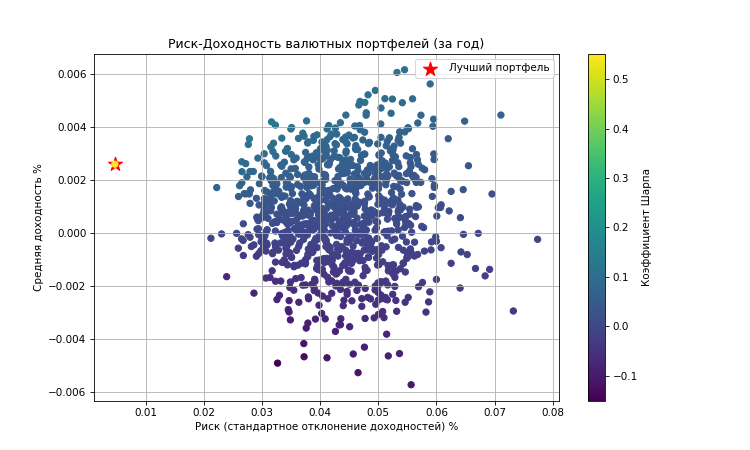 Риск-Доходность валютных портфелей (за год)
Лучший портфель
Средняя доходность %
0.006
0.004
0.002
0.000
−0.002
−0.004
−0.006
0.01 0.02 0.03 0.04 0.05 0.06 0.07 0.08
Риск (стандартное отклонение доходностей) %
0.5
0.4
0.3
0.2
0.1
0.0
−0.1
Коэффициент Шарпа